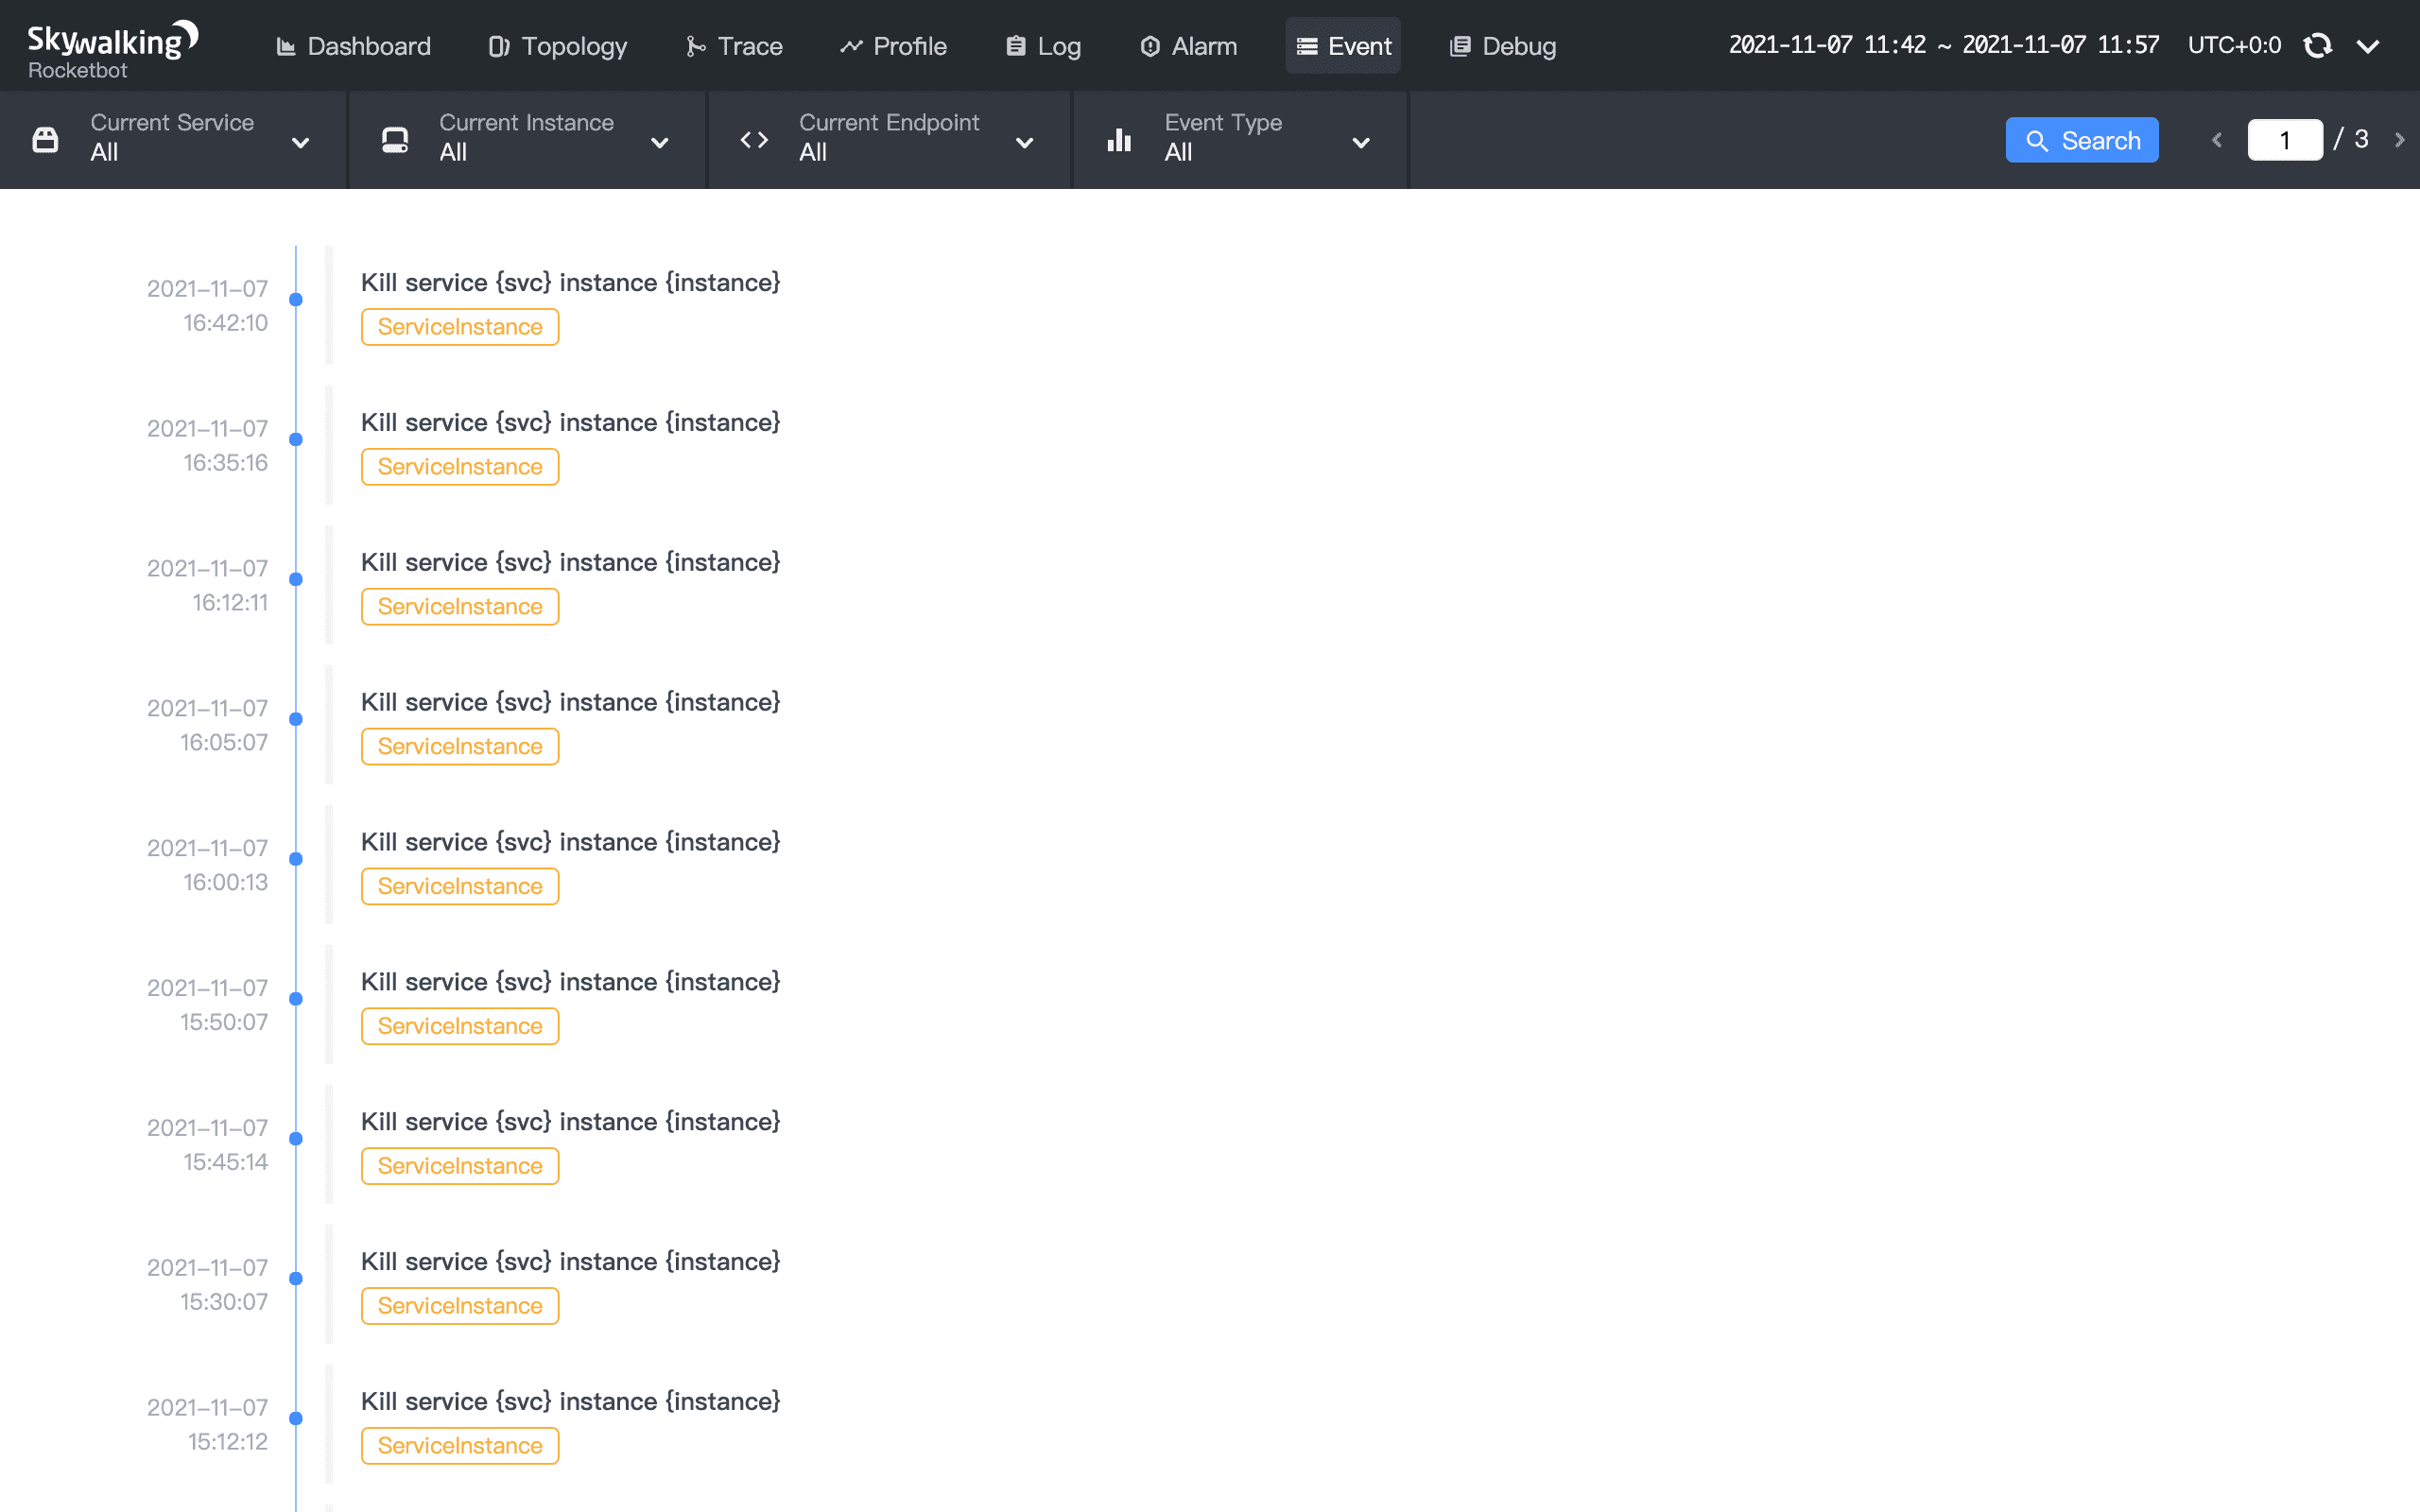 Skywalking
Rocketbot
Dashboard
Topology
Trace
Profile
Log
Alarm
Event
Debug
2021-11-07 11:42 ~ 2021-11-07 11:57
UTC+0:0
Current Service
All
Current Instance
All
Current Endpoint
All
Event Type
All
Search
1 / 3
2021-11-07
16:42:10
Kill service {svc} instance {instance}
ServiceInstance
2021-11-07
16:35:16
Kill service {svc} instance {instance}
ServiceInstance
2021-11-07
16:12:11
Kill service {svc} instance {instance}
ServiceInstance
2021-11-07
16:05:07
Kill service {svc} instance {instance}
ServiceInstance
2021-11-07
16:00:13
Kill service {svc} instance {instance}
ServiceInstance
2021-11-07
15:50:07
Kill service {svc} instance {instance}
ServiceInstance
2021-11-07
15:45:14
Kill service {svc} instance {instance}
ServiceInstance
2021-11-07
15:30:07
Kill service {svc} instance {instance}
ServiceInstance
2021-11-07
15:12:12
Kill service {svc} instance {instance}
ServiceInstance